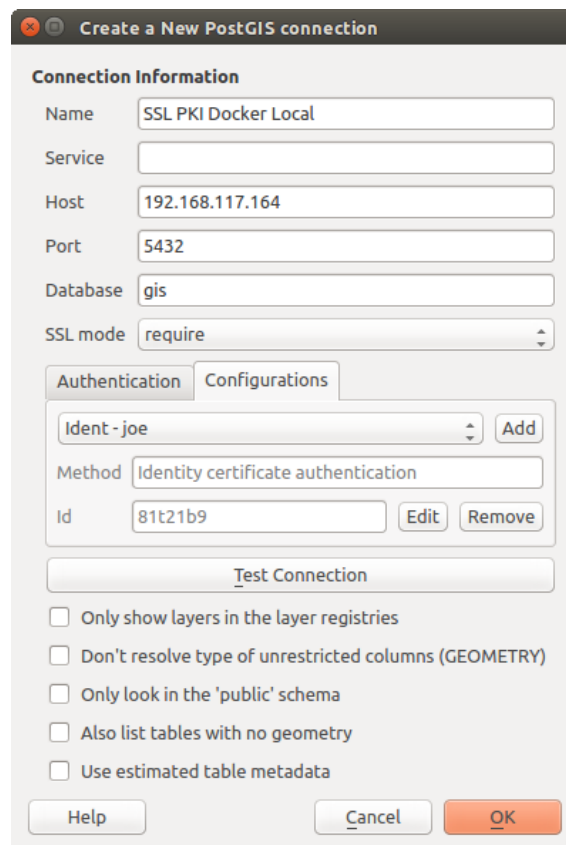 Create a New PostGIS connection
Connection Information
Name SSL PKI Docker Local
Service
Host 192.168.117.164
Port 5432
Database gis
SSL mode require
Authentication Configurations
Ident - joe Add
Method Identity certificate authentication
Id 81t21b9 Edit Remove
Test Connection
Only show layers in the layer registries
Don't resolve type of unrestricted columns (GEOMETRY)
Only look in the 'public' schema
Also list tables with no geometry
Use estimated table metadata
Help Cancel OK